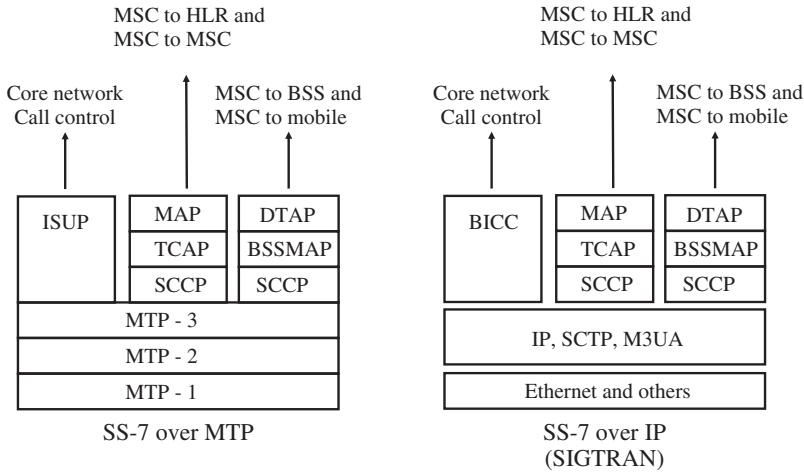 MSC to HLR and
MSC to MSC
Core network
Call control
MSC to BSS and
MSC to mobile
ISUP
MAP
DTAP
TCAP
BSSMAP
SCCP
SCCP
MTP - 3
MTP - 2
MTP - 1
SS-7 over MTP
MSC to HLR and
MSC to MSC
Core network
Call control
MSC to BSS and
MSC to mobile
BICC
MAP
DTAP
TCAP
BSSMAP
SCCP
SCCP
IP, SCTP, M3UA
Ethernet and others
SS-7 over IP
(SIGTRAN)